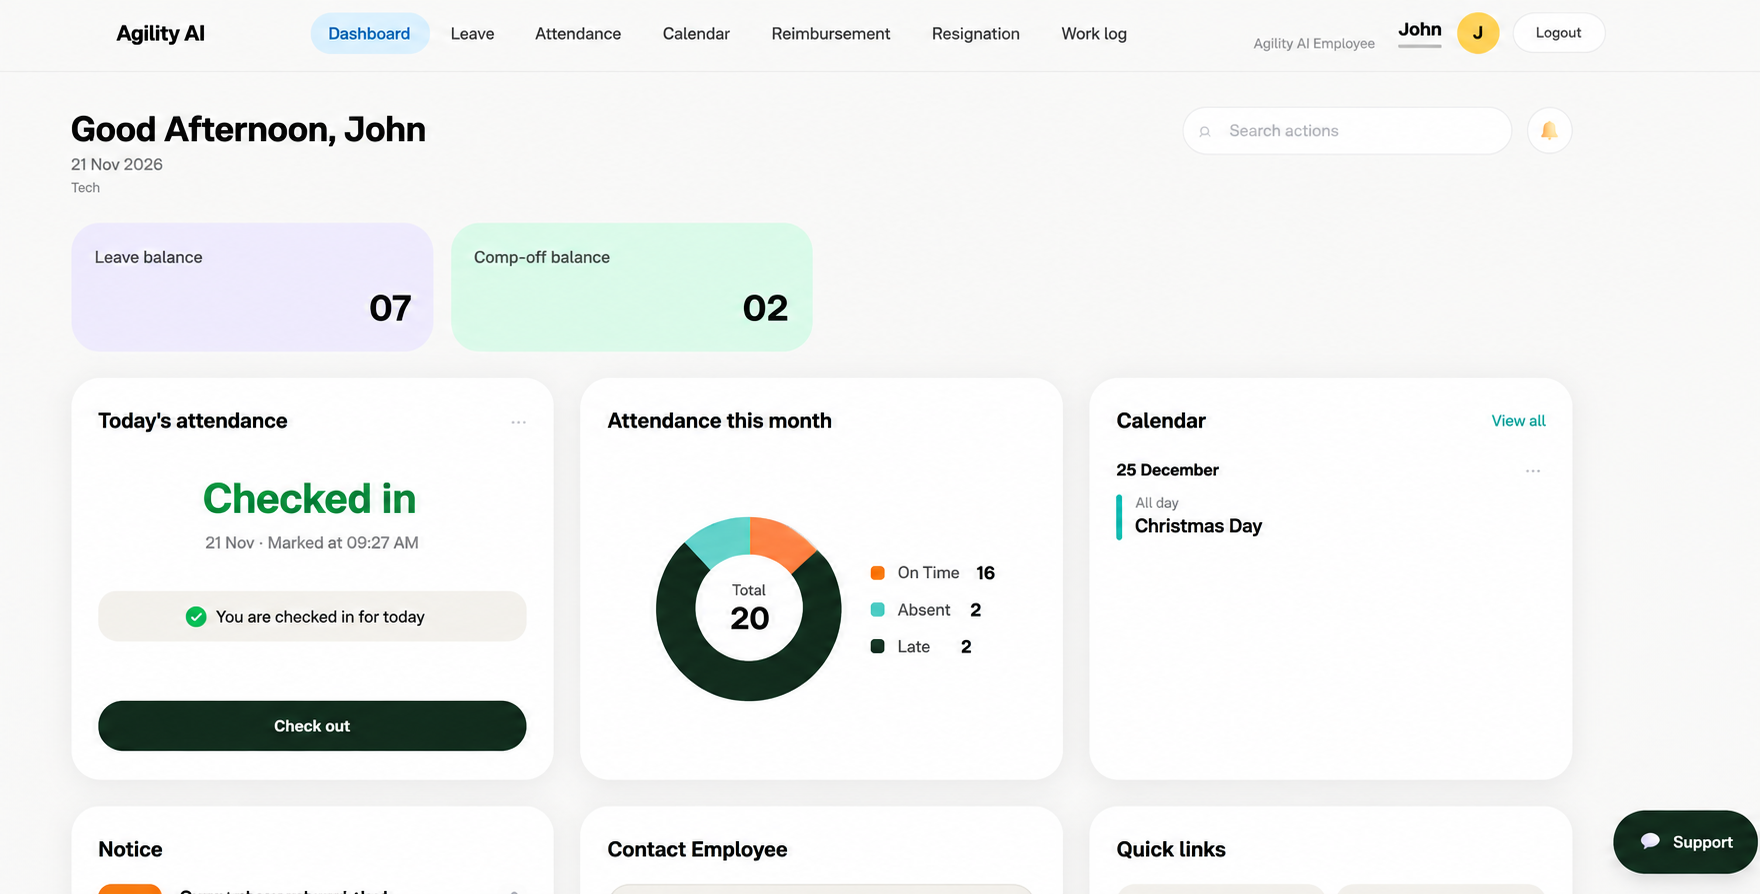 Agility AI
Dashboard
Leave
Attendance
Calendar
Reimbursement
Resignation
Work log
Agility AI Employee
John
J
Logout
Good Afternoon, John
21 Nov 2026
Tech
Search actions
Leave balance
07
Comp-off balance
02
Today's attendance
Checked in
21 Nov · Marked at 09:27 AM
You are checked in for today
Check out
Attendance this month
Total
20
On Time 16
Absent 2
Late 2
Calendar
View all
25 December
All day
Christmas Day
Notice
Contact Employee
Quick links
Support